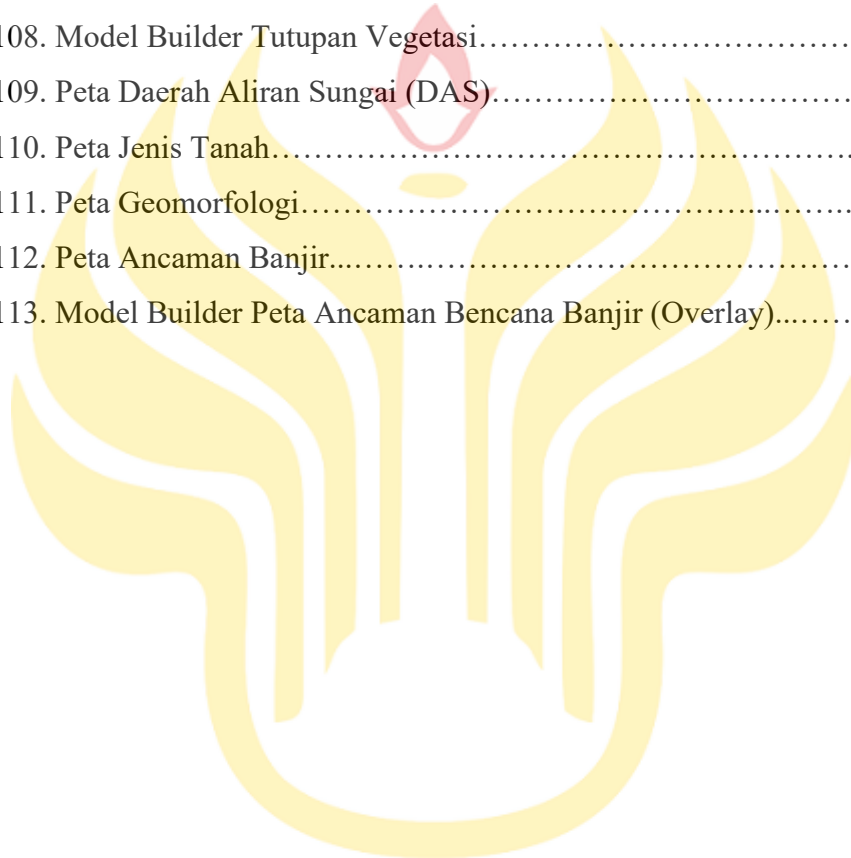 108. Model Builder Tutupan Vegetasi…………………………………
109. Peta Daerah Aliran Sungai (DAS)………………………………
110. Peta Jenis Tanah……………………………………………………
111. Peta Geomorfologi…………………………………………...……
112. Peta Ancaman Banjir...………………………………………………
113. Model Builder Peta Ancaman Bencana Banjir (Overlay)...……